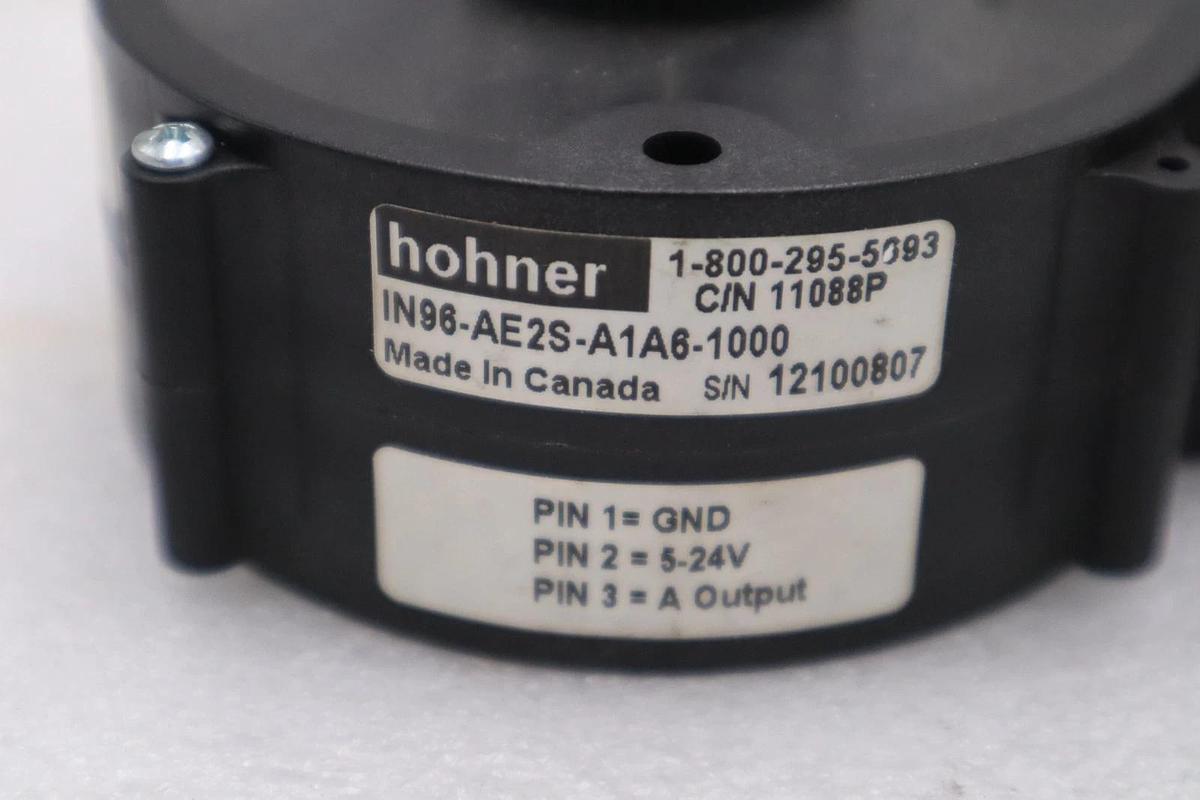 hohner
1-800-295-5693
C/N 11088P
IN96-AE2S-A1A6-1000
Made In Canada S/N 12100807
PIN 1= GND
PIN 2 = 5-24V
PIN 3 = A Output